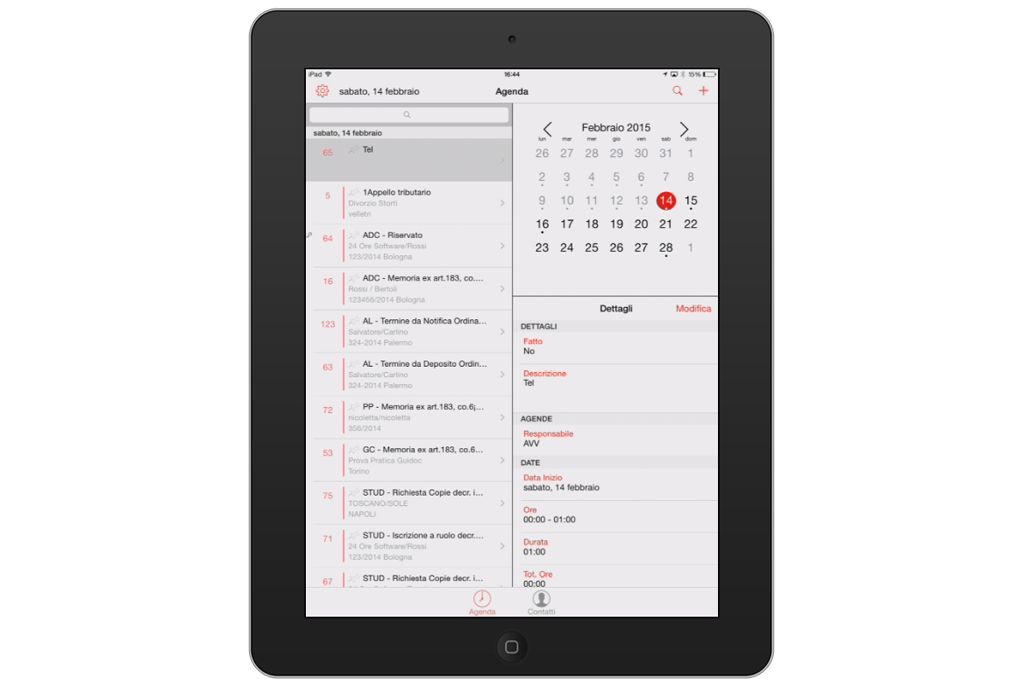 iPad 16:44 15%
sabato, 14 febbraio Agenda
sabato, 14 febbraio
65 Tel
5 1Appello tributario
Divorzio Storti
velletri
64 ADC - Riservato
24 Ore Software/Rossi
123/2014 Bologna
16 ADC - Memoria ex art.183, co....
Rossi / Bertoli
123456/2014 Bologna
123 AL - Termine da Notifica Ordina...
Salvatore/Carlino
324-2014 Palermo
63 AL - Termine da Deposito Ordin...
Salvatore/Carlino
324-2014 Palermo
72 PP - Memoria ex art.183, co.6¡...
nicoletta/nicoletta
356/2014
53 GC - Memoria ex art.183, co.6...
Prova Pratica Guidoc
Torino
75 STUD - Richiesta Copie decr. i...
TOSCANO/SOLE
NAPOLI
71 STUD - Iscrizione a ruolo decr....
24 Ore Software/Rossi
123/2014 Bologna
67 STUD - Richiesta Copie decr. i...
Febbraio 2015
lun mar mer gio ven sab dom
26 27 28 29 30 31 1
2 3 4 5 6 7 8
9 10 11 12 13 14 15
16 17 18 19 20 21 22
23 24 25 26 27 28 1
Dettagli Modifica
DETTAGLI
Fatto
No
Descrizione
Tel
AGENDE
Responsabile
AVV
DATE
Data Inizio
sabato, 14 febbraio
Ore
00:00 - 01:00
Durata
01:00
Tot. Ore
00:00
Agenda Contatti